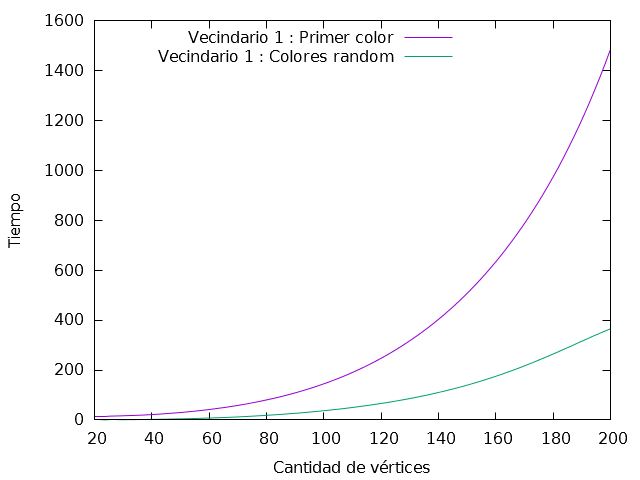 1600
1400
1200
1000
800
600
400
200
0
Tiempo
Vecindario 1 : Primer color
Vecindario 1 : Colores random
20 40 60 80 100 120 140 160 180 200
Cantidad de vértices